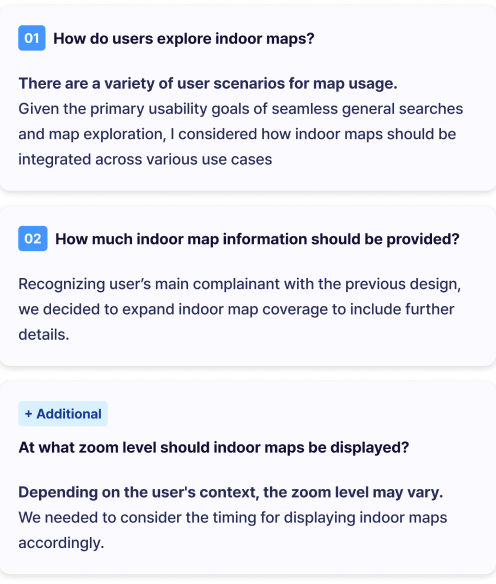 01 How do users explore indoor maps?
There are a variety of user scenarios for map usage.
Given the primary usability goals of seamless general searches
and map exploration, I considered how indoor maps should be
integrated across various use cases
02 How much indoor map information should be provided?
Recognizing user’s main complainant with the previous design,
we decided to expand indoor map coverage to include further
details.
+ Additional
At what zoom level should indoor maps be displayed?
Depending on the user's context, the zoom level may vary.
We needed to consider the timing for displaying indoor maps
accordingly.